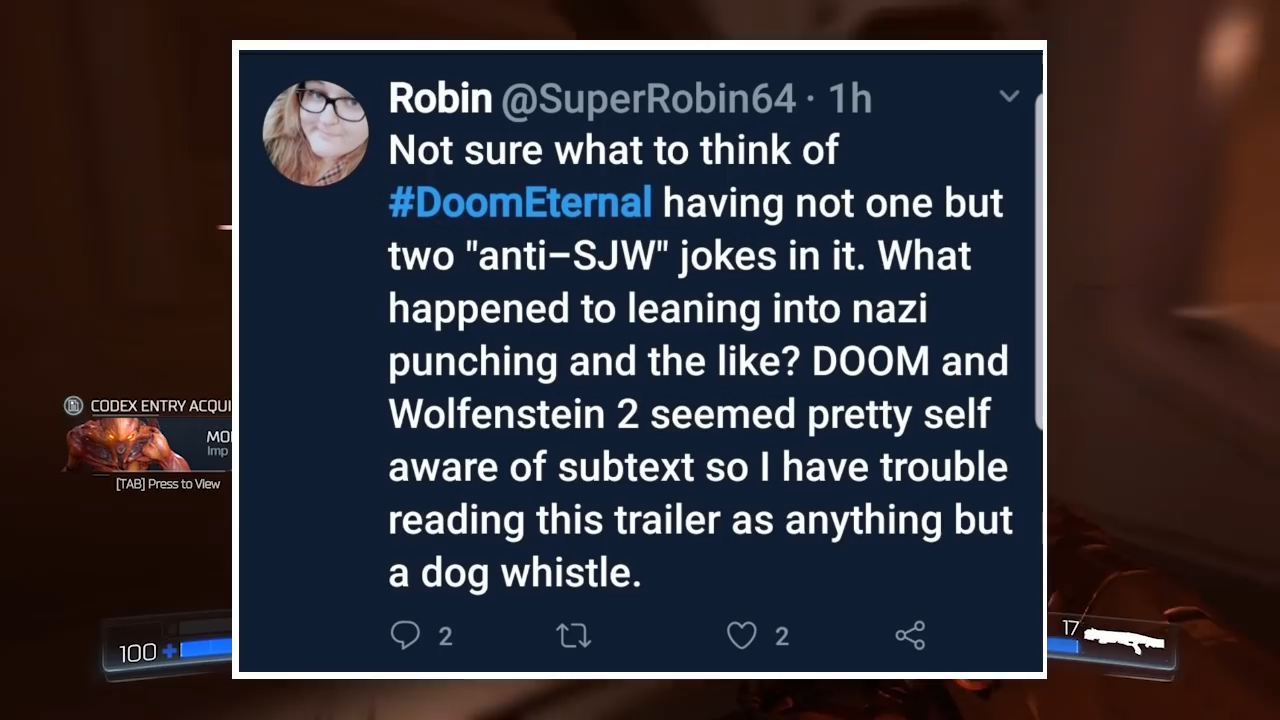 Robin @SuperRobin64 · 1h
Not sure what to think of
#DoomEternal having not one but
two "anti–SJW" jokes in it. What
happened to leaning into nazi
punching and the like? DOOM and
Wolfenstein 2 seemed pretty self
aware of subtext so I have trouble
reading this trailer as anything but
a dog whistle.
2 2
CODEX ENTRY ACQUI
MO
Imp
[TAB] Press to View
100
17